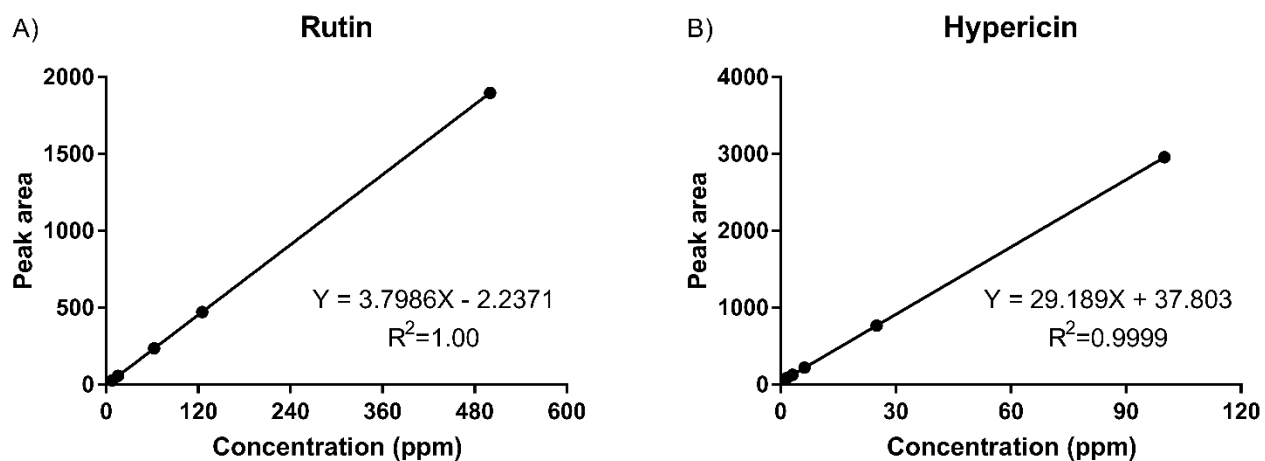 A)
Rutin
2000
1500
1000
500
0
Peak area
Y = 3.7986X - 2.2371
R²=1.00
0 120 240 360 480 600
Concentration (ppm)
B)
Hypericin
4000
3000
2000
1000
0
Peak area
Y = 29.189X + 37.803
R²=0.9999
0 30 60 90 120
Concentration (ppm)